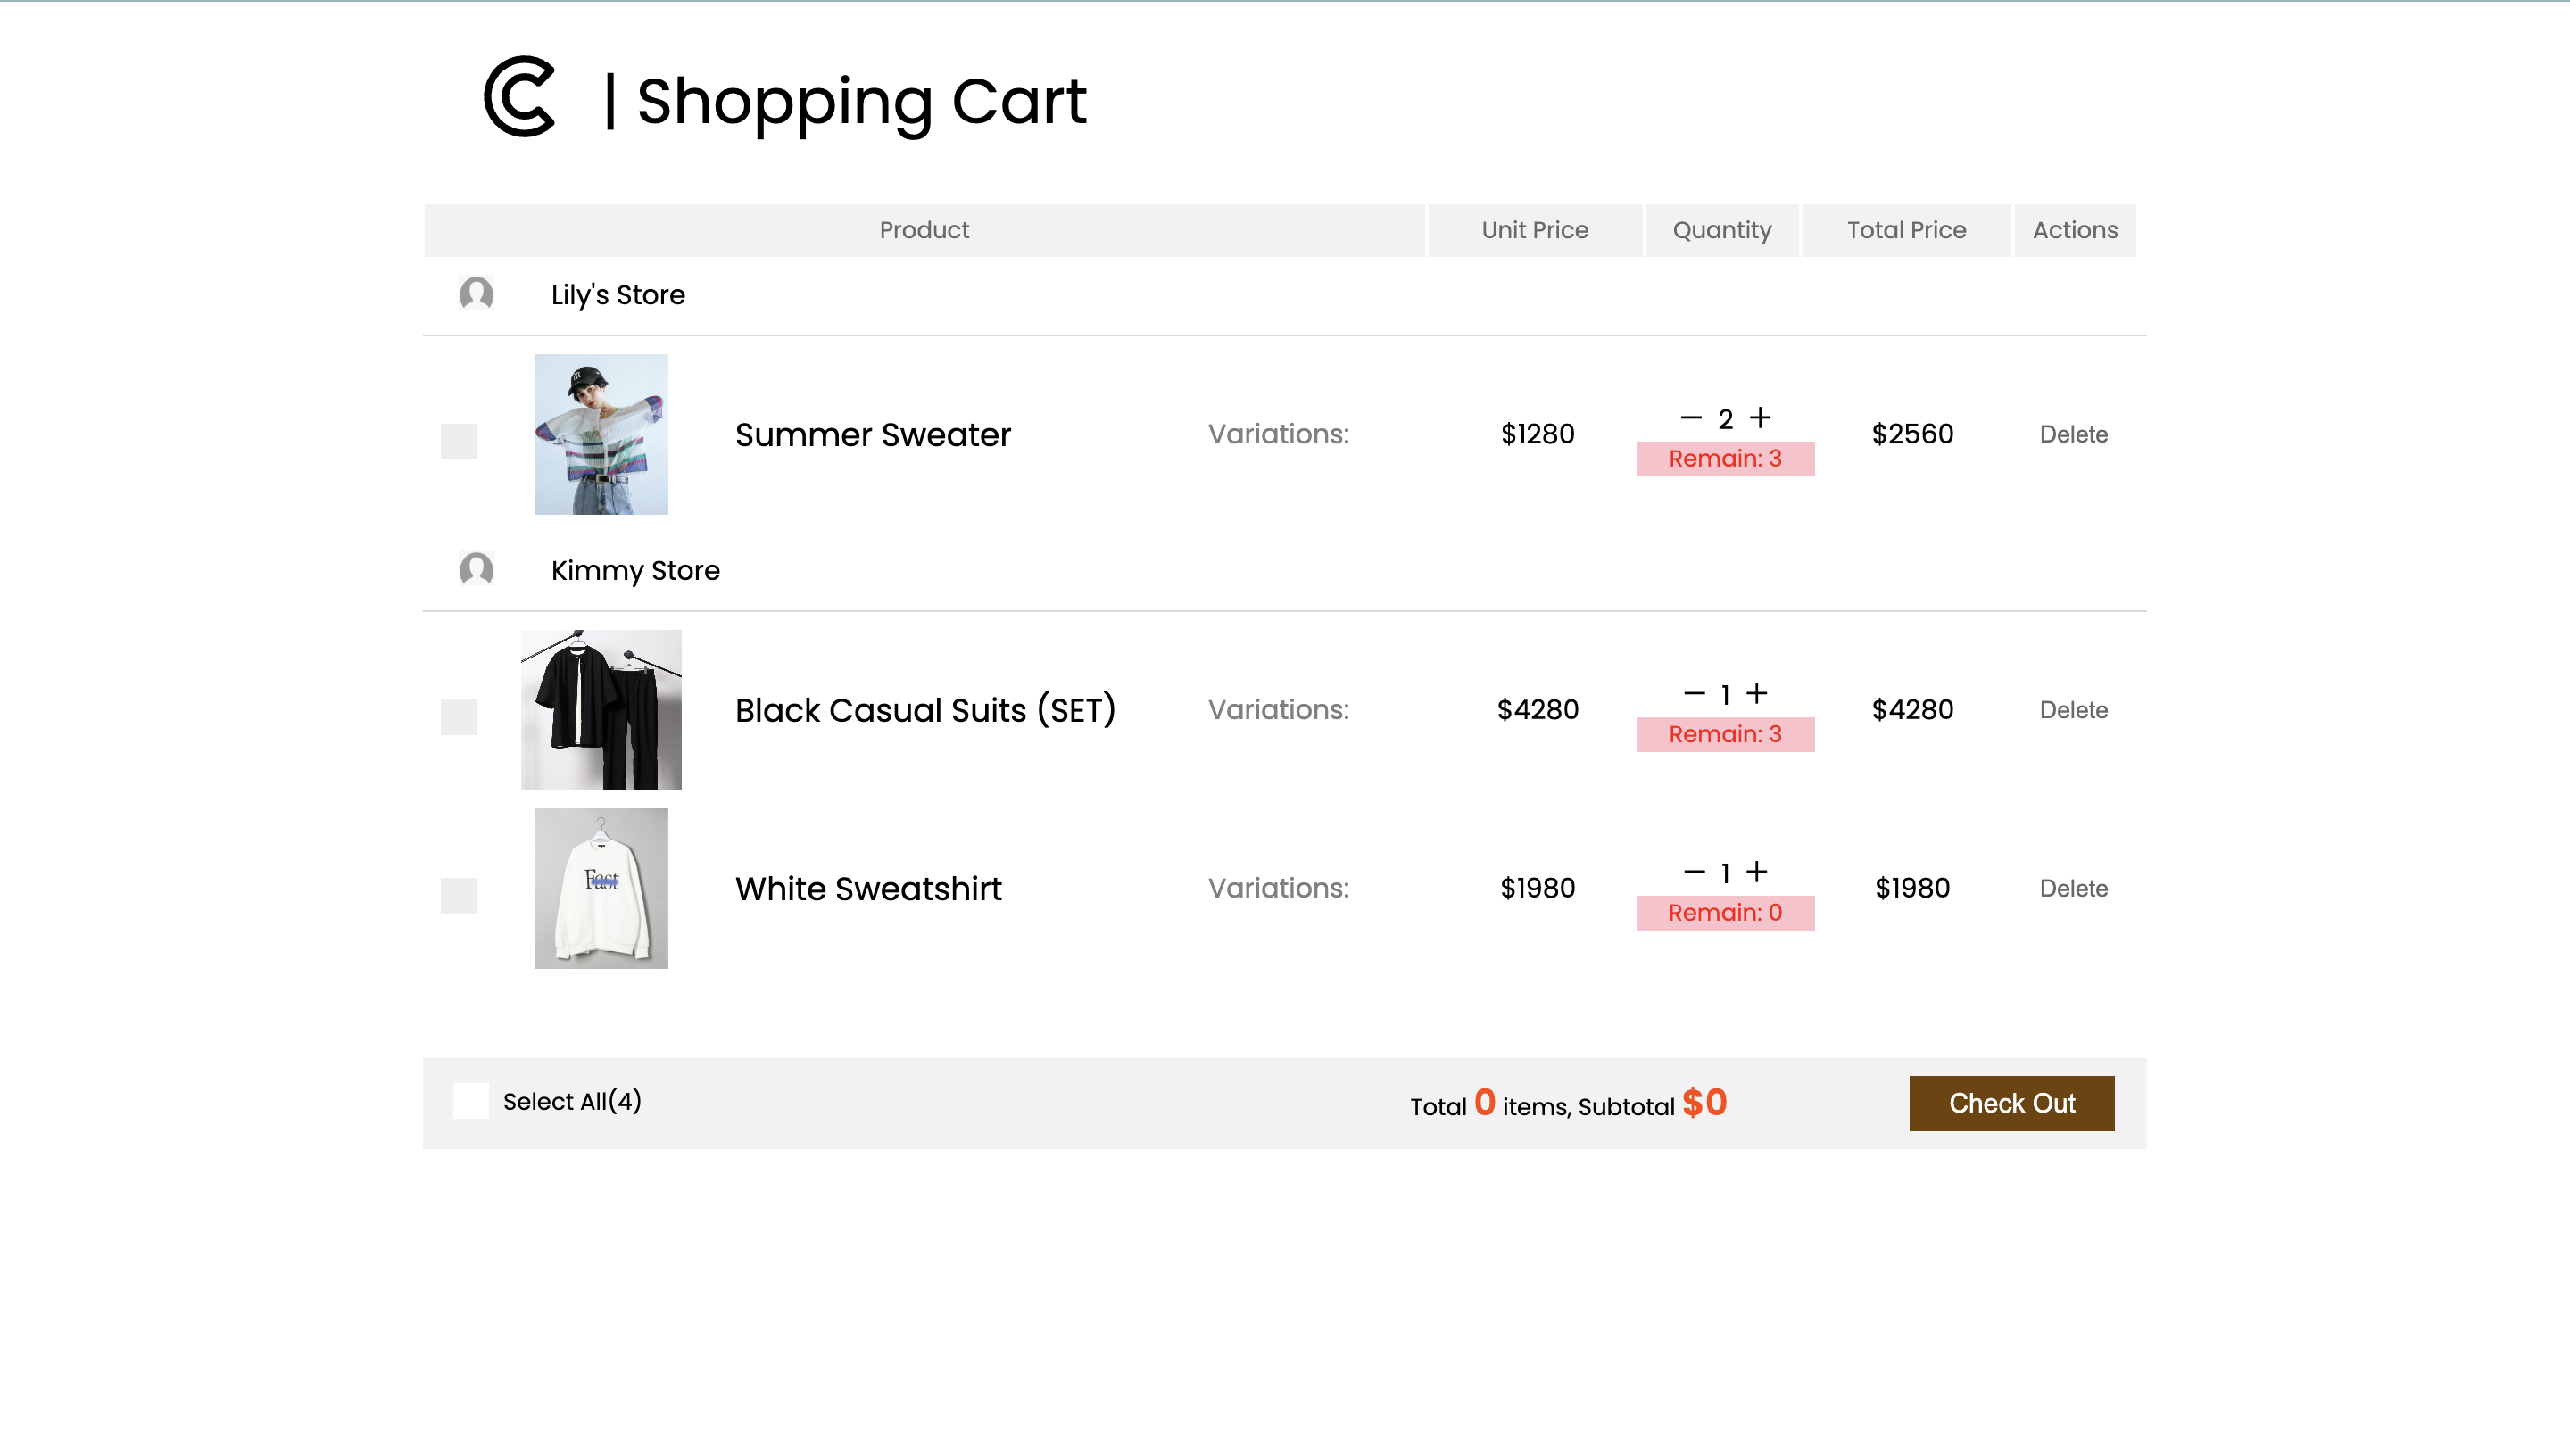 | Shopping Cart
Product Unit Price Quantity Total Price Actions
Lily's Store
Summer Sweater Variations: $1280 — 2 + $2560 Delete
Remain: 3
Kimmy Store
Black Casual Suits (SET) Variations: $4280 — 1 + $4280 Delete
Remain: 3
Fast
White Sweatshirt Variations: $1980 — 1 + $1980 Delete
Remain: 0
Select All(4) Total 0 items, Subtotal $0 Check Out